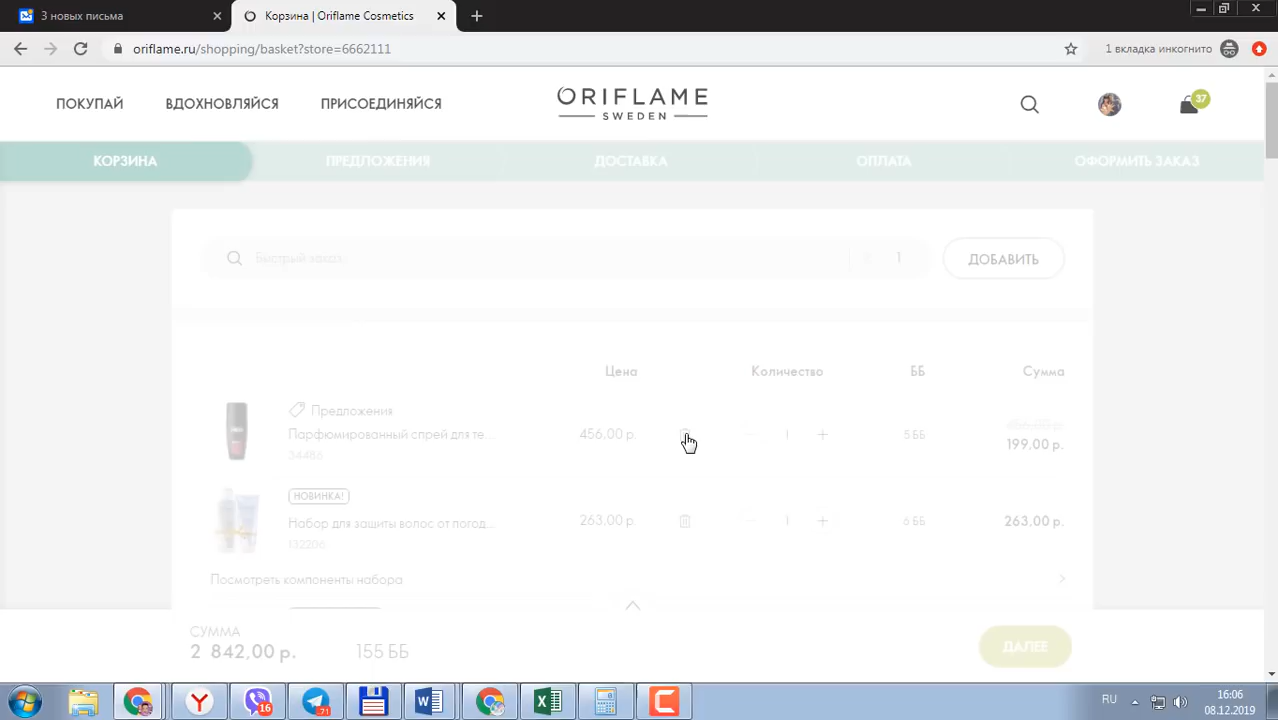 3 новых письма
Корзина | Oriflame Cosmetics
oriflame.ru/shopping/basket?store=6662111
1 вкладка инкогнито
ПОКУПАЙ
ВДОХНОВЛЯЙСЯ
ПРИСОЕДИНЯЙСЯ
ORIFLAME
SWEDEN
37
КОРЗИНА
ПРЕДЛОЖЕНИЯ
ДОСТАВКА
ОПЛАТА
ОФОРМИТЬ ЗАКАЗ
Быстрый заказ
1
ДОБАВИТЬ
Цена
Количество
ББ
Сумма
Предложения
Парфюмированный спрей для те...
34486
456,00 р.
1
5 ББ
456,00 р.
199,00 р.
НОВИНКА!
Набор для защиты волос от погод...
132206
263,00 р.
1
6 ББ
263,00 р.
Посмотреть компоненты набора
СУММА
2 842,00 р.
155 ББ
ДАЛЕЕ
16
71
RU
16:06
08.12.2019